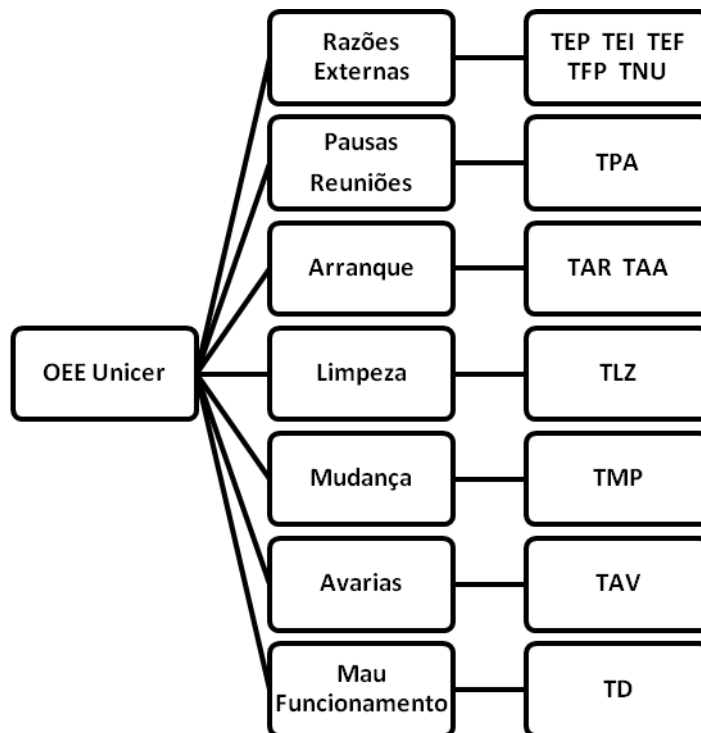 Razões
Externas
TEP TEI TEF
TFP TNU
Pausas
Reuniões
TPA
Arranque
TAR TAA
OEE Unicer
Limpeza
TLZ
Mudança
TMP
Avarias
TAV
Mau
Funcionamento
TD